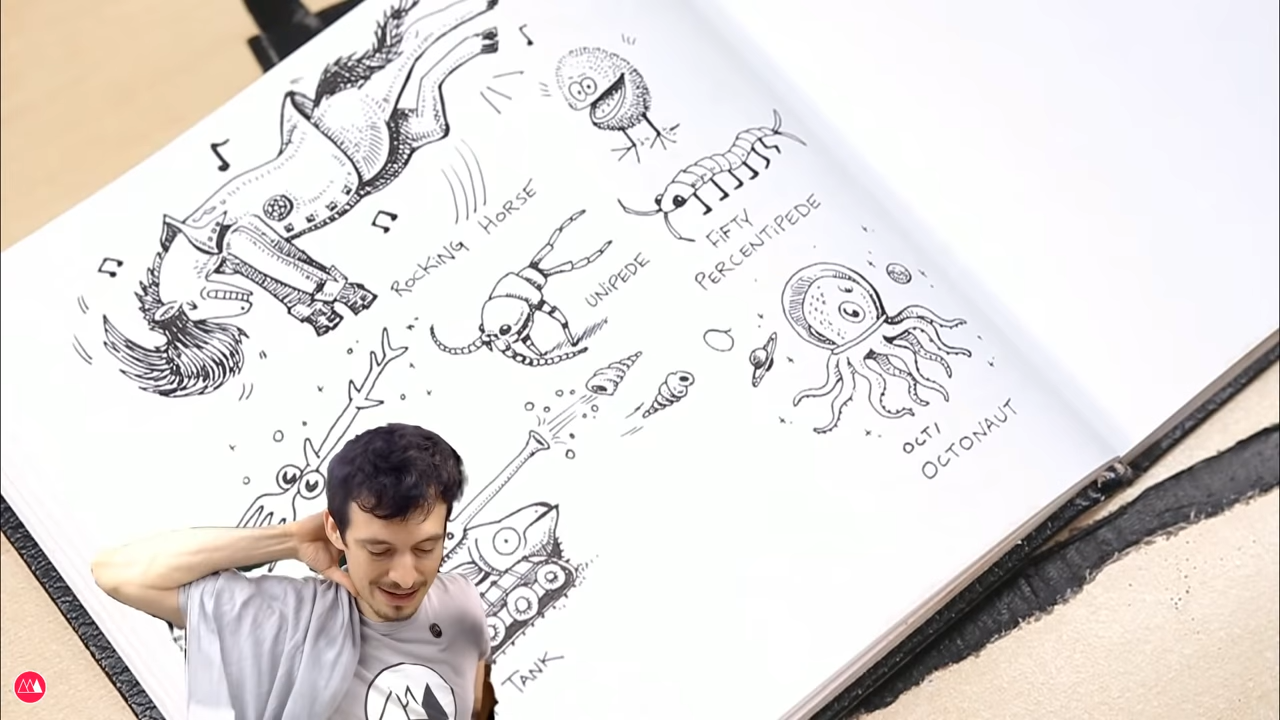 ROCKING HORSE
UNIPEDE
FIFTY
PERCENTIPEDE
OCTI
OCTONAUT
TANK